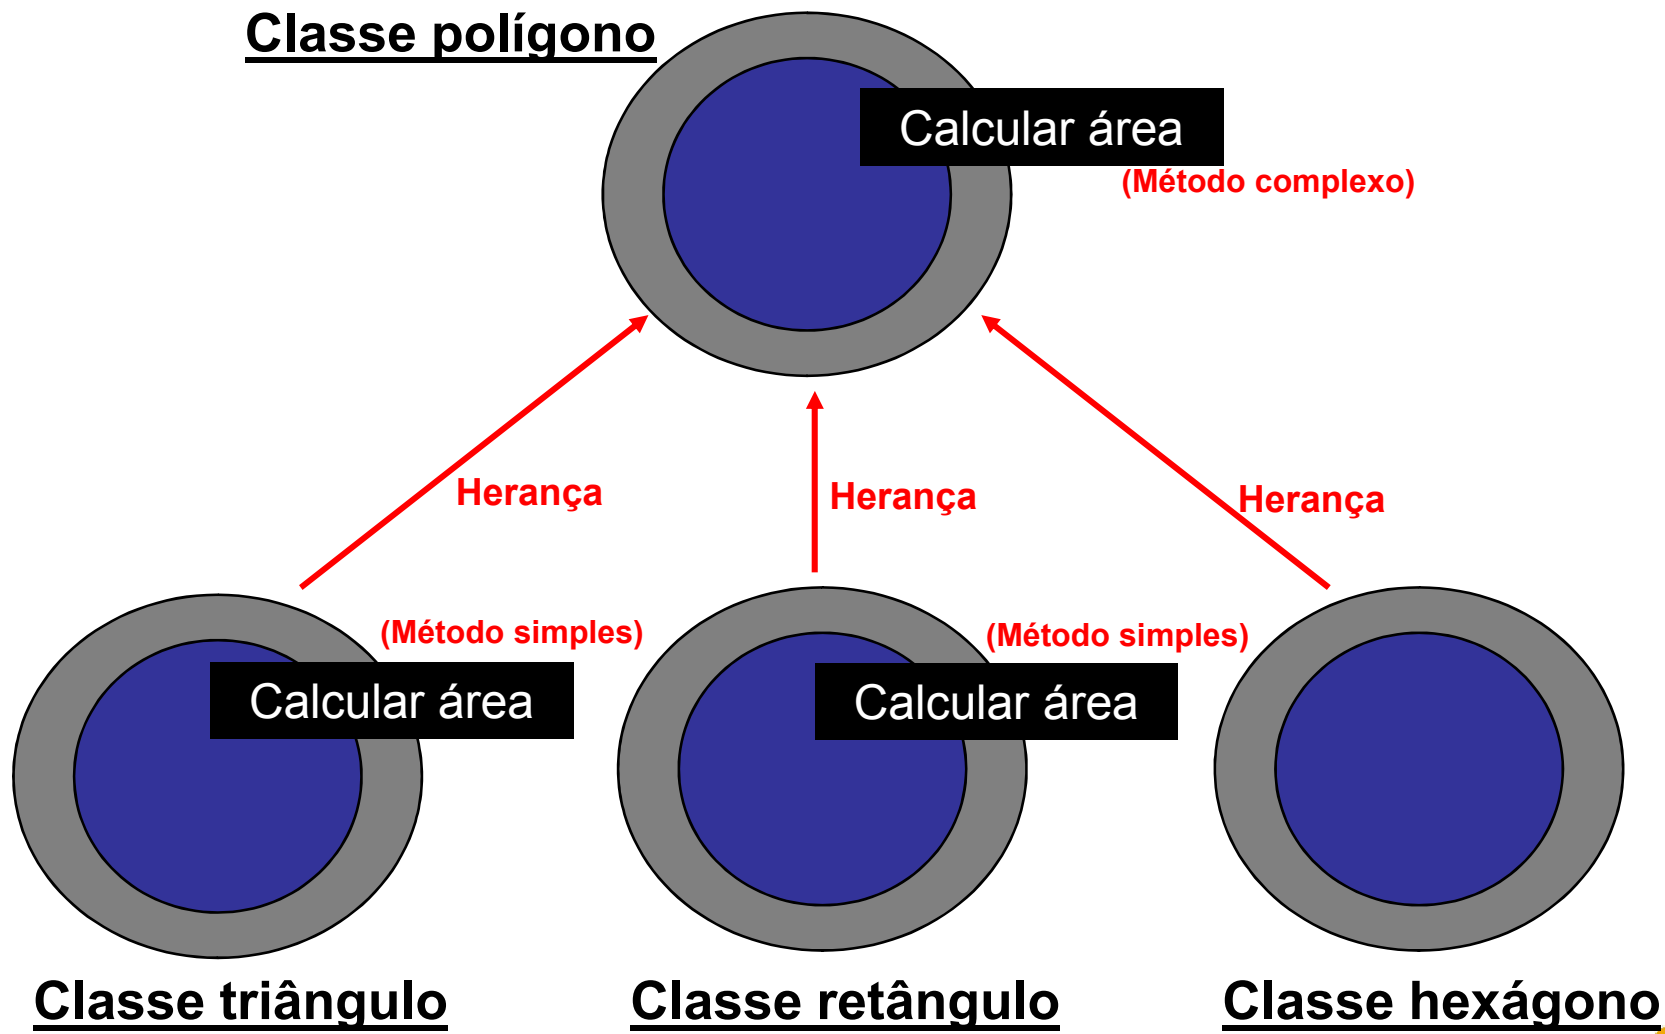 Classe polígono
Calcular área
(Método complexo)
Herança
Herança
Herança
(Método simples)
(Método simples)
Calcular área
Calcular área
Classe triângulo
Classe retângulo
Classe hexágono